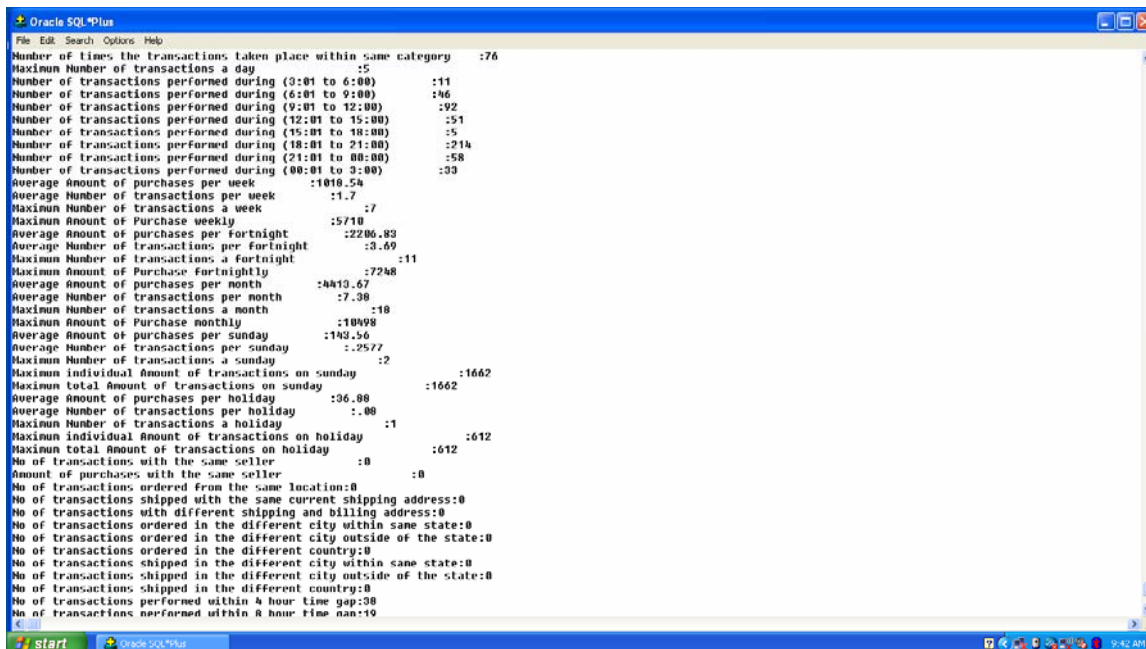 Oracle SQL*Plus
File Edit Search Options Help
Number of times the transactions taken place within same category :76
Maximum Number of transactions a day :5
Number of transactions performed during (3:01 to 6:00) :11
Number of transactions performed during (6:01 to 9:00) :46
Number of transactions performed during (9:01 to 12:00) :92
Number of transactions performed during (12:01 to 15:00) :51
Number of transactions performed during (15:01 to 18:00) :5
Number of transactions performed during (18:01 to 21:00) :214
Number of transactions performed during (21:01 to 00:00) :58
Number of transactions performed during (00:01 to 3:00) :33
Average Amount of purchases per week :1018.54
Average Number of transactions per week :1.7
Maximum Number of transactions a week :7
Maximum Amount of Purchase weekly :5710
Average Amount of purchases per fortnight :2206.83
Average Number of transactions per fortnight :3.69
Maximum Number of transactions a fortnight :11
Maximum Amount of Purchase fortnightly :7248
Average Amount of purchases per month :4413.67
Average Number of transactions per month :7.38
Maximum Number of transactions a month :18
Maximum Amount of Purchase monthly :10498
Average Amount of purchases per sunday :143.56
Average Number of transactions per sunday :.2577
Maximum Number of transactions a sunday :2
Maximum individual Amount of transactions on sunday :1662
Maximum total Amount of transactions on sunday :1662
Average Amount of purchases per holiday :36.88
Average Number of transactions per holiday :.08
Maximum Number of transactions a holiday :1
Maximum individual Amount of transactions on holiday :612
Maximum total Amount of transactions on holiday :612
No of transactions with the same seller :0
Amount of purchases with the same seller :0
No of transactions ordered from the same location:0
No of transactions shipped with the same current shipping address:0
No of transactions with different shipping and billing address:0
No of transactions ordered in the different city within same state:0
No of transactions ordered in the different city outside of the state:0
No of transactions ordered in the different country:0
No of transactions shipped in the different city within same state:0
No of transactions shipped in the different city outside of the state:0
No of transactions shipped in the different country:0
No of transactions performed within 4 hour time gap:38
No of transactions performed within 8 hour time gap:19
start Oracle SQL*Plus 9:42 AM